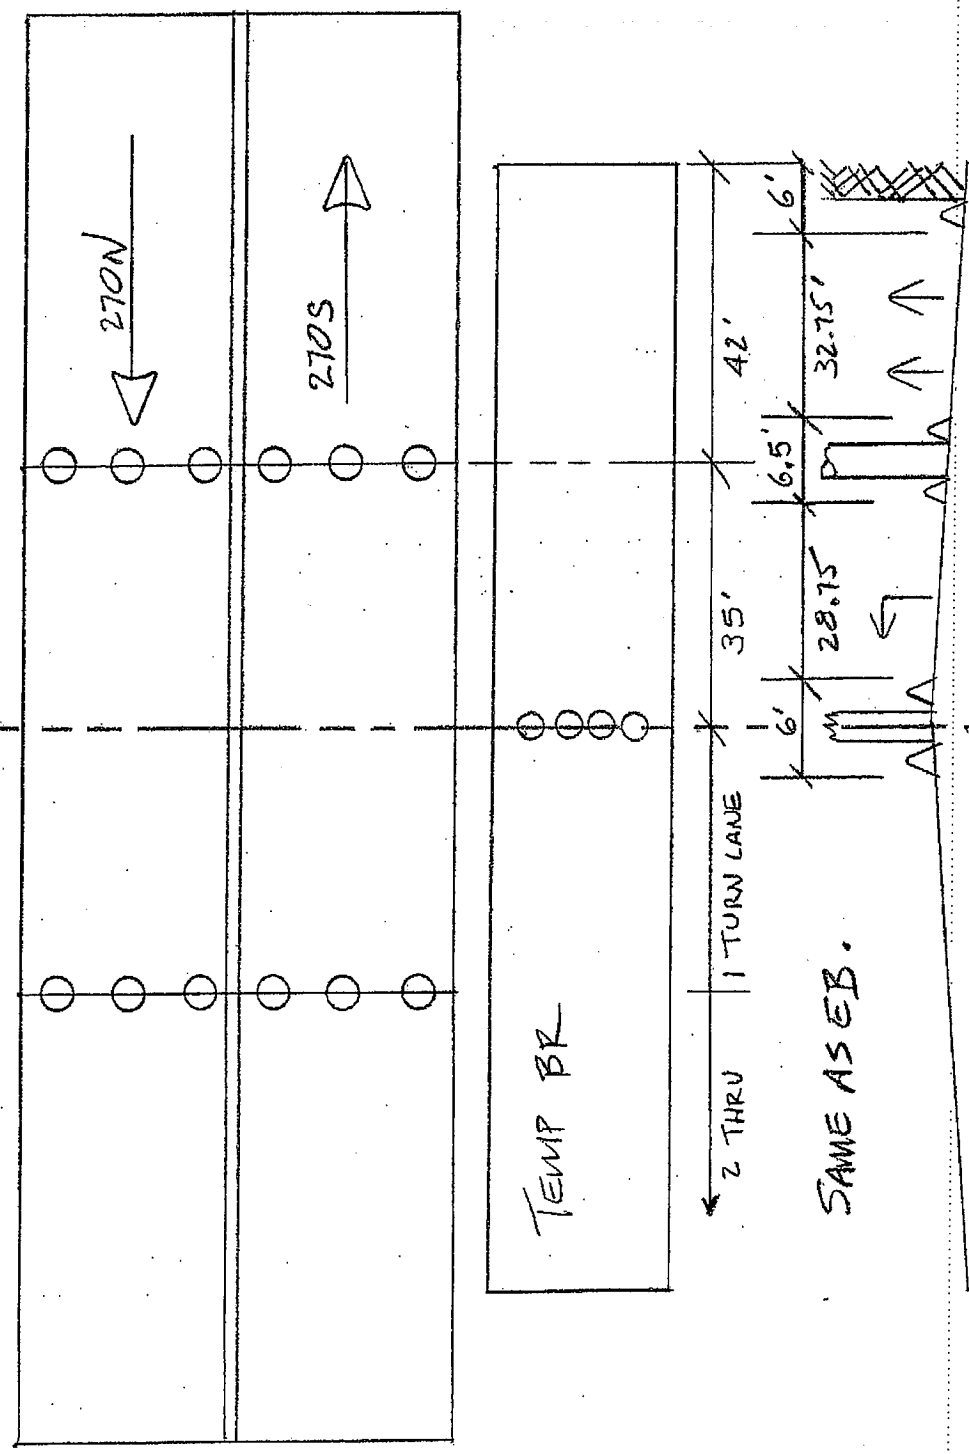 270N
270S
TEMP BR
42'
35'
1 TURN LANE
2 THRU
6'
32.75'
6.5'
28.75
6'
SAME AS EB.